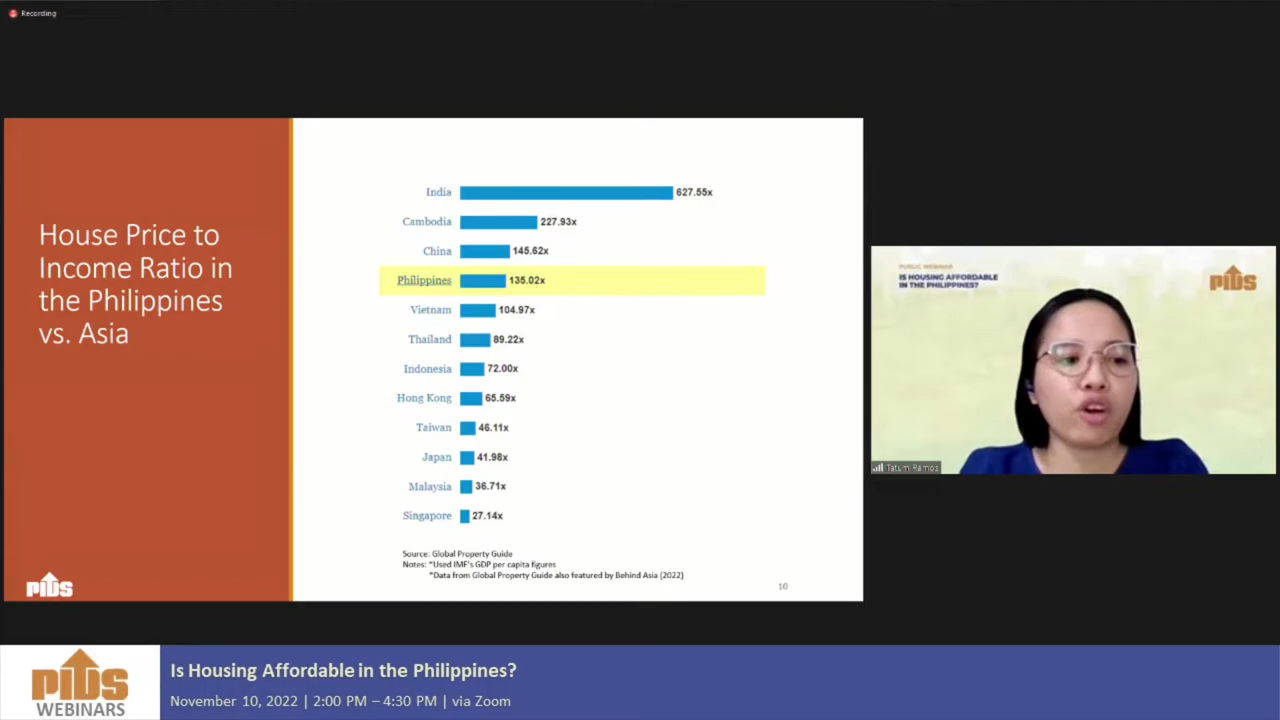 Recording
House Price to
Income Ratio in
the Philippines
vs. Asia
India 627.55x
Cambodia 227.93x
China 145.62x
Philippines 135.02x
Vietnam 104.97x
Thailand 89.22x
Indonesia 72.00x
Hong Kong 65.59x
Taiwan 46.11x
Japan 41.98x
Malaysia 36.71x
Singapore 27.14x
Source: Global Property Guide
Notes: *Used IMF's GDP per capita figures
*Data from Global Property Guide also featured by Behind Asia (2022)
10
PIDS
PUBLIC WEBINAR
IS HOUSING AFFORDABLE
IN THE PHILIPPINES?
PIDS
Tatum Ramos
PIDS
WEBINARS
Is Housing Affordable in the Philippines?
November 10, 2022 | 2:00 PM – 4:30 PM | via Zoom